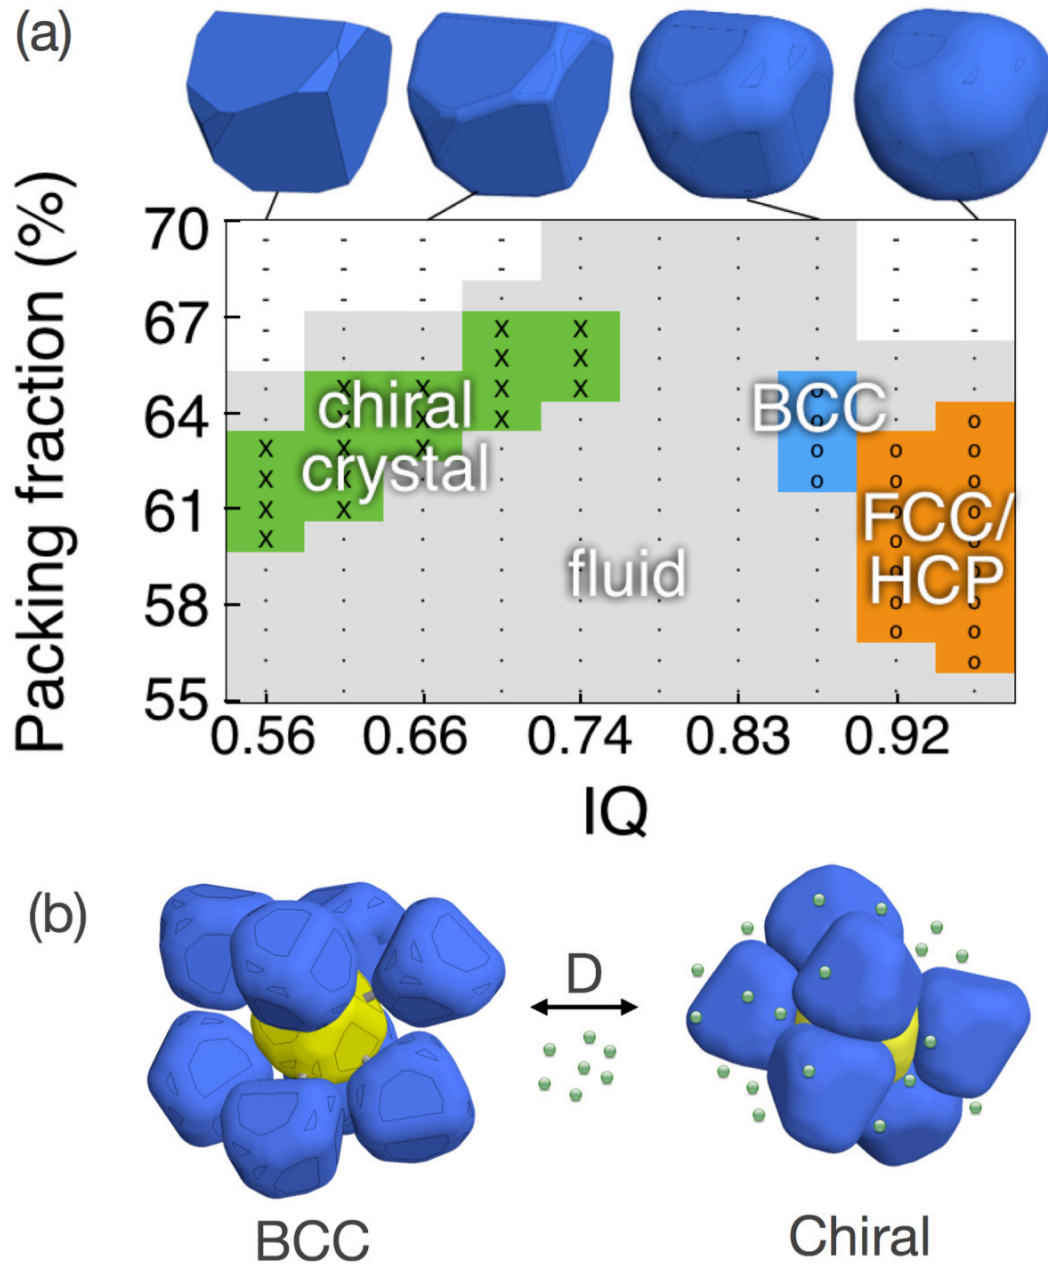 (a)
Packing fraction (%)
70
67
64
61
58
55
chiral
crystal
BCC
FCC/
HCP
fluid
0.56 0.66 0.74 0.83 0.92
IQ
(b)
D
BCC
Chiral